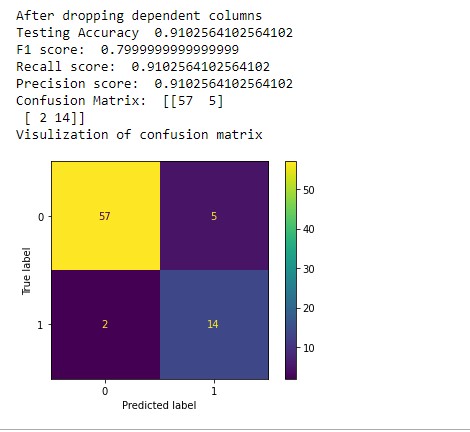 After dropping dependent columns
Testing Accuracy  0.9102564102564102
F1 score:  0.7999999999999999
Recall score:  0.9102564102564102
Precision score:  0.9102564102564102
Confusion Matrix:  [[57  5]
 [ 2 14]]
Visulization of confusion matrix
57
5
2
14
0
1
True label
0
1
Predicted label
50
40
30
20
10